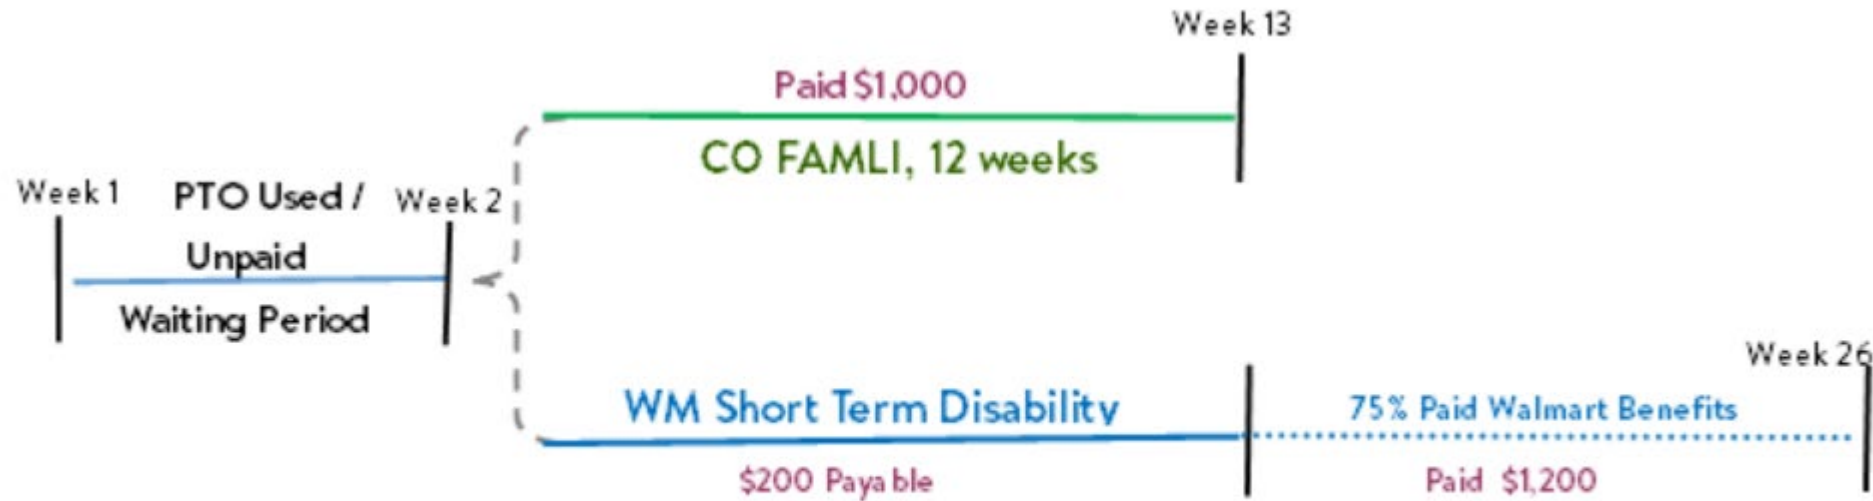 Week 13
Paid $1,000
CO FAMLI, 12 weeks
Week 1
PTO Used /
Week 2
Unpaid
Waiting Period
Week 26
WM Short Term Disability
75% Paid Walmart Benefits
$200 Payable
Paid $1,200